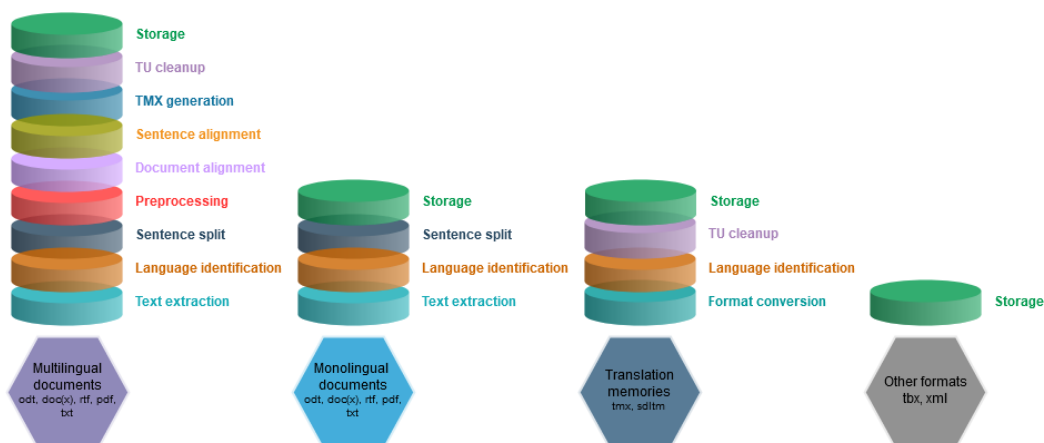 Storage
TU cleanup
TMX generation
Sentence alignment
Document alignment
Preprocessing
Sentence split
Language identification
Text extraction
Multilingual
documents
odt, doc(x), rtf, pdf,
txt
Storage
Sentence split
Language identification
Text extraction
Monolingual
documents
odt, doc(x), rtf, pdf,
txt
Storage
TU cleanup
Language identification
Format conversion
Translation
memories
tmx, sdltm
Storage
Other formats
tbx, xml